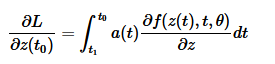 ∂L/∂z(t₀) = ∫_{t₁}^{t₀} a(t) ∂f(z(t), t, θ)/∂z dt